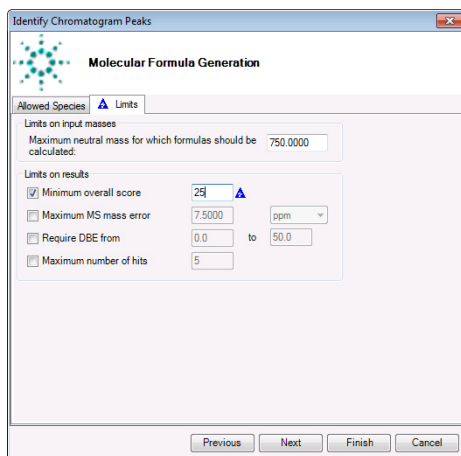 Identify Chromatogram Peaks
Molecular Formula Generation
Allowed Species Limits
Limits on input masses
Maximum neutral mass for which formulas should be
calculated: 750.0000
Limits on results
Minimum overall score 25
Maximum MS mass error 7.5000 ppm
Require DBE from 0.0 to 50.0
Maximum number of hits 5
Previous Next Finish Cancel